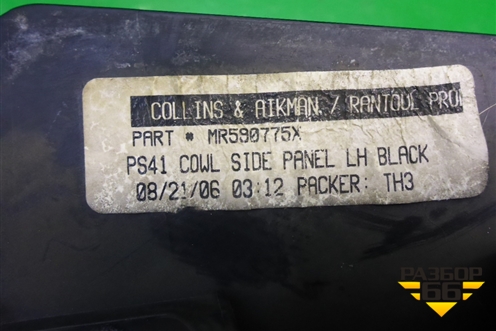 COLLINS & AIKMAN / RANTOUL PRO
PART # MR590775X
PS41 COWL SIDE PANEL LH BLACK
08/21/06 03:12 PACKER: TH3
РАЗБОР
66